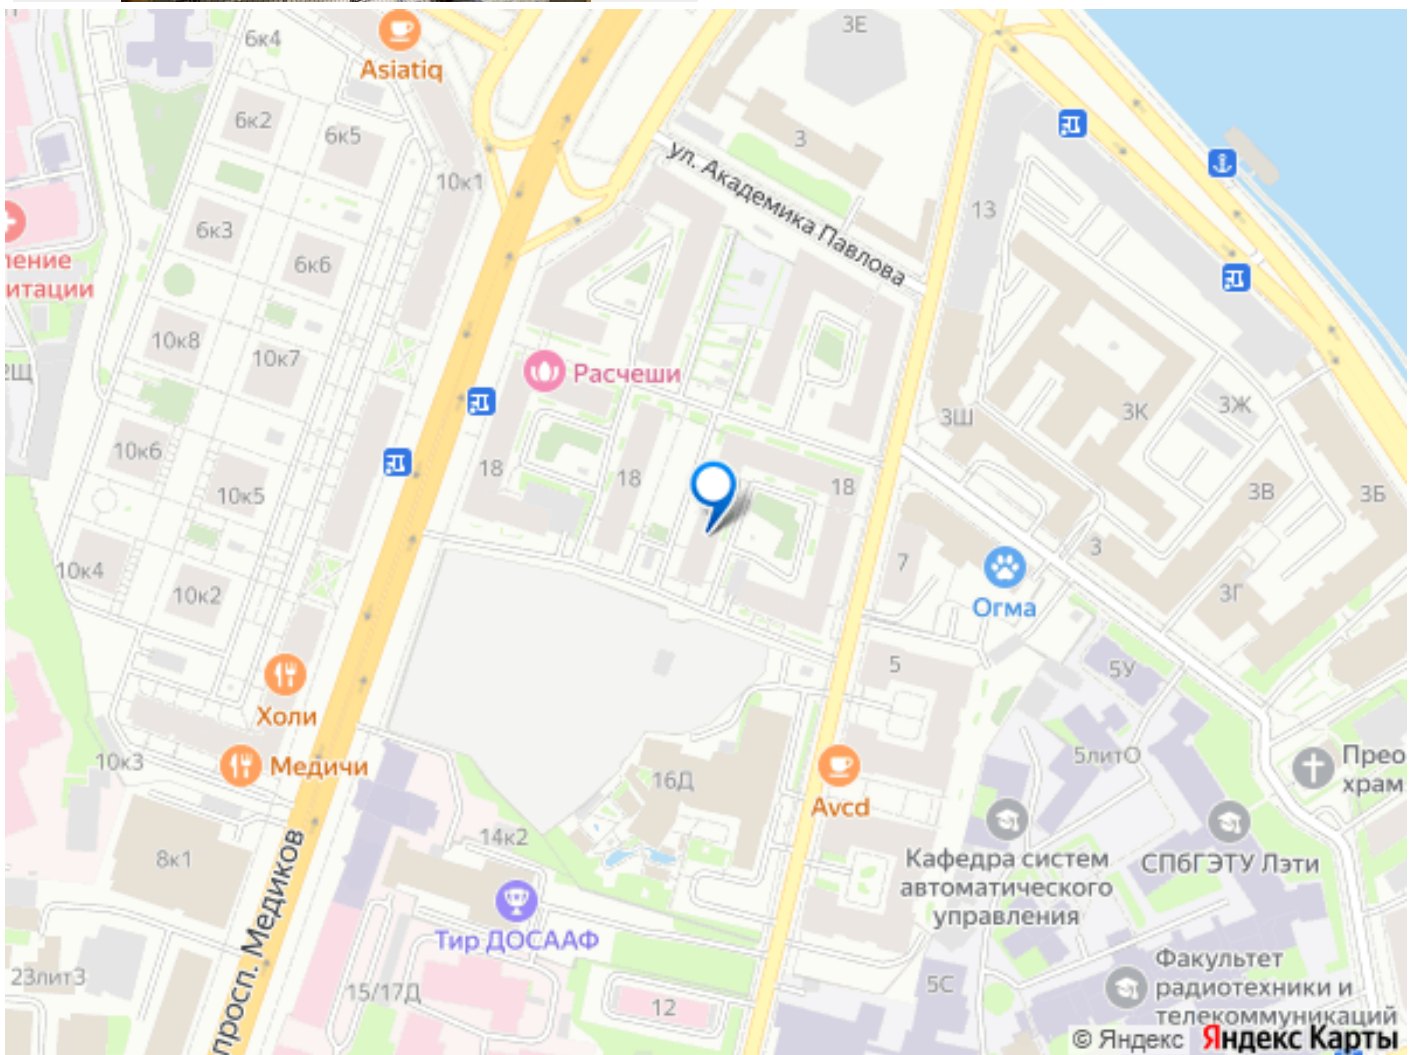 3Е
6к4
Asiatiq
6к2
6к5
3
ул. Академика Павлова
10к1
13
6к3
ление
итации
6к6
10к8
10к7
ещ
Расчеши
3Ш
3К
3Ж
10к6
10к5
18
18
18
3В
3Б
10к4
10к2
7
3
Огма
3Г
5
5У
Холи
10к3
Медичи
16Д
5литО
Прео
храм
Avcd
14к2
8к1
Кафедра систем
автоматического
управления
СПбГЭТУ Лэти
просп. Медиков
Тир ДОСААФ
23литЗ
15/17Д
12
5С
Факультет
радиотехники и
телекоммуникаций
© Яндекс Яндекс Карты